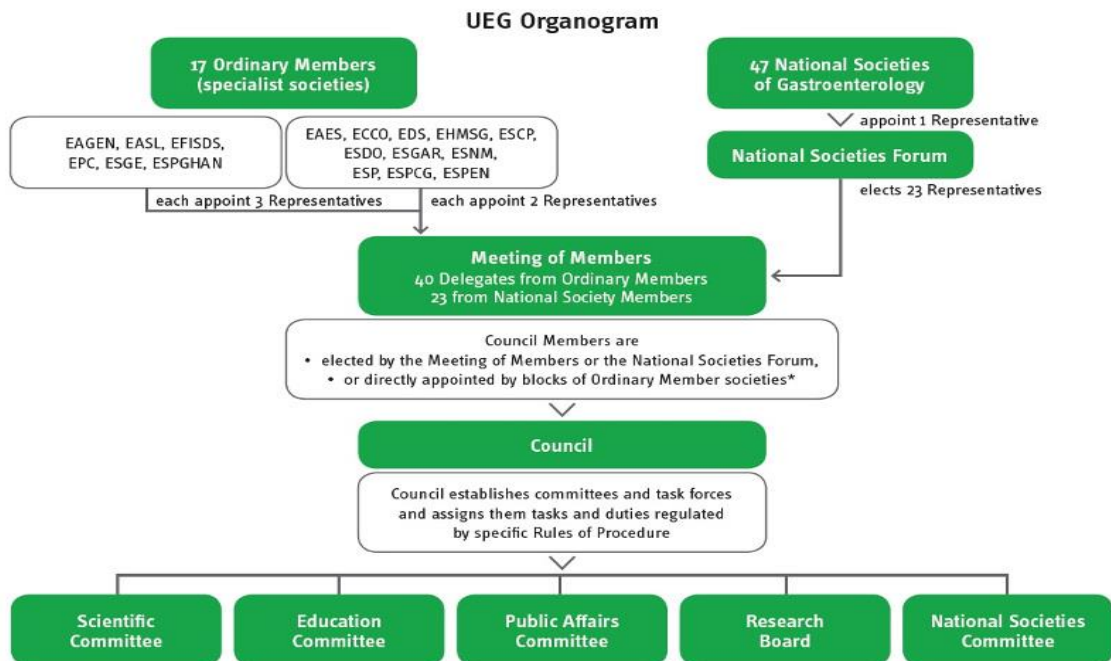 UEG Organogram
17 Ordinary Members
(specialist societies)
47 National Societies
of Gastroenterology
EAGEN, EASL, EFISDS,
EPC, ESGE, ESPGHAN
EAES, ECCO, EDS, EHMSG, ESCP,
ESDO, ESGAR, ESNM,
ESP, ESPCG, ESPEN
appoint 1 Representative
National Societies Forum
each appoint 3 Representatives
each appoint 2 Representatives
elects 23 Representatives
Meeting of Members
40 Delegates from Ordinary Members
23 from National Society Members
Council Members are
• elected by the Meeting of Members or the National Societies Forum,
• or directly appointed by blocks of Ordinary Member societies*
Council
Council establishes committees and task forces
and assigns them tasks and duties regulated
by specific Rules of Procedure
Scientific
Committee
Education
Committee
Public Affairs
Committee
Research
Board
National Societies
Committee